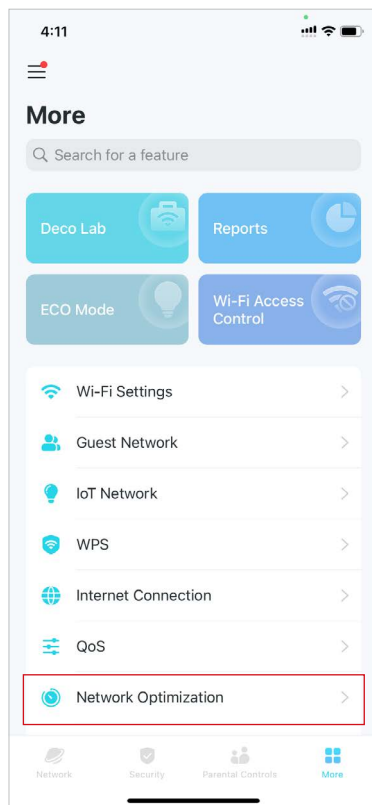 4:11
More
Search for a feature
Deco Lab
Reports
ECO Mode
Wi-Fi Access
Control
Wi-Fi Settings
Guest Network
IoT Network
WPS
Internet Connection
QoS
Network Optimization
Network
Security
Parental Controls
More